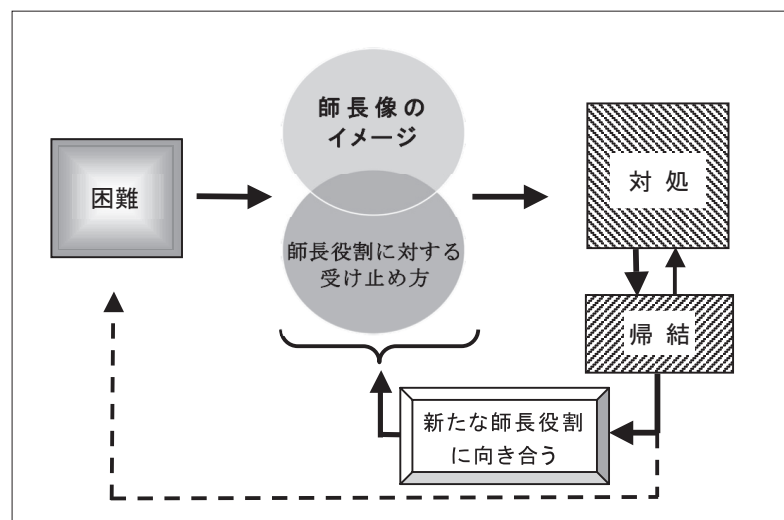 師長像の
イメージ
困難
師長役割に対する
受け止め方
対処
帰結
新たな師長役割
に向き合う